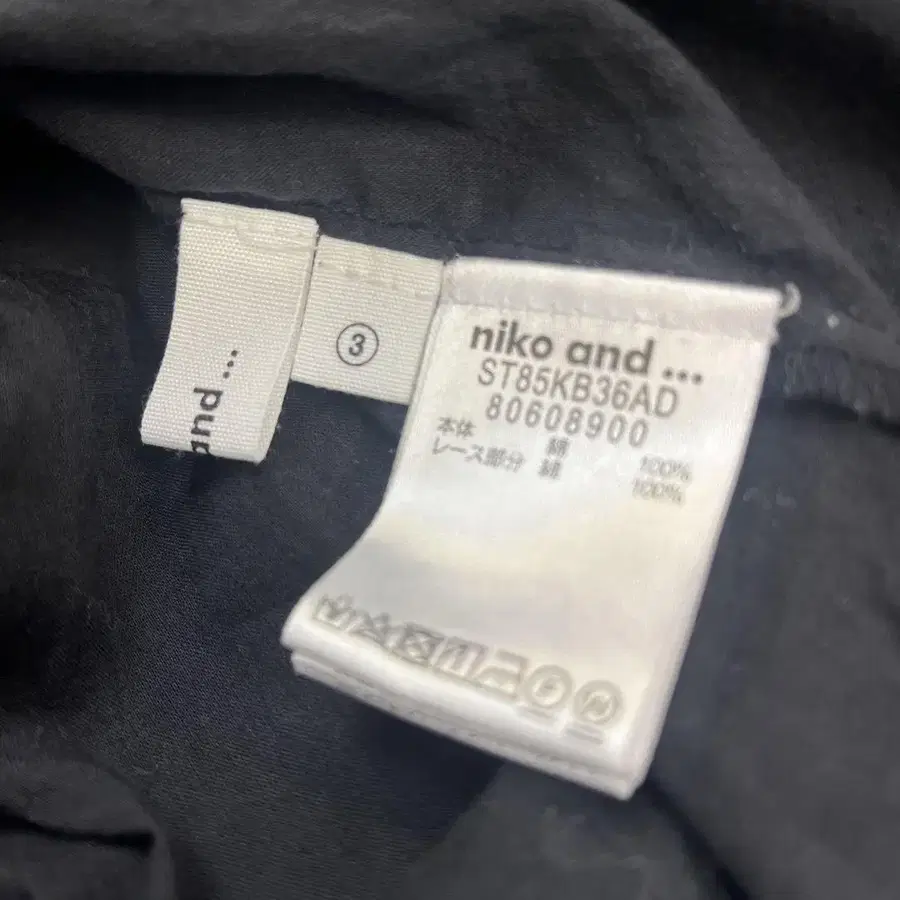 and ...
3
niko and ...
ST85KB36AD
80608900
本体 綿 100%
レース部分 綿 100%